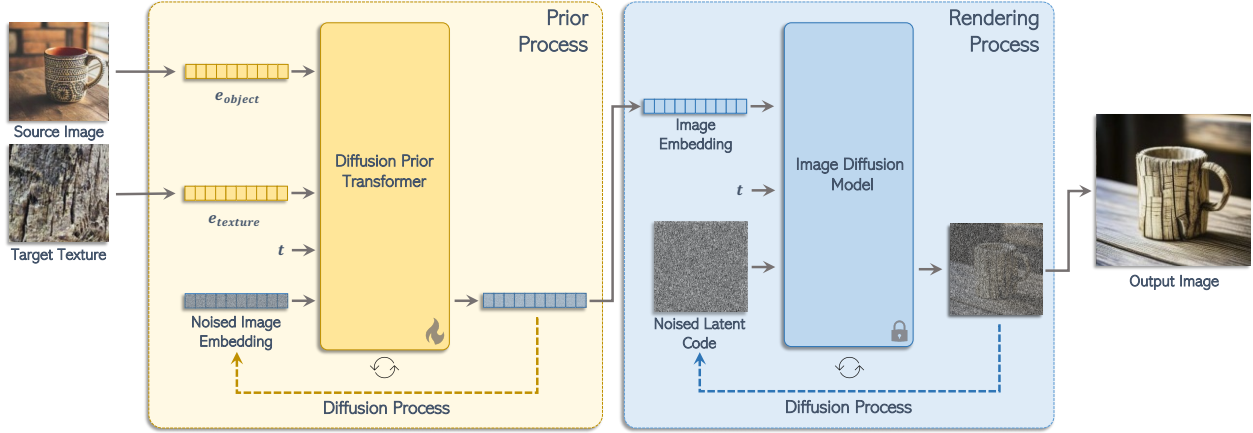 Prior
Process
Rendering
Process
Source Image
e_object
Diffusion Prior
Transformer
Image
Embedding
Image Diffusion
Model
t
Target Texture
e_texture
t
Noised Image
Embedding
Noised Latent
Code
Output Image
Diffusion Process
Diffusion Process